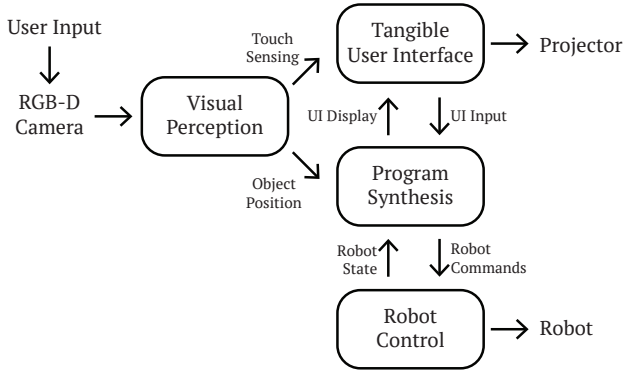 User Input
RGB-D
Camera
Visual
Perception
Touch
Sensing
Object
Position
Tangible
User Interface
Projector
UI Display
UI Input
Program
Synthesis
Robot
State
Robot
Commands
Robot
Control
Robot